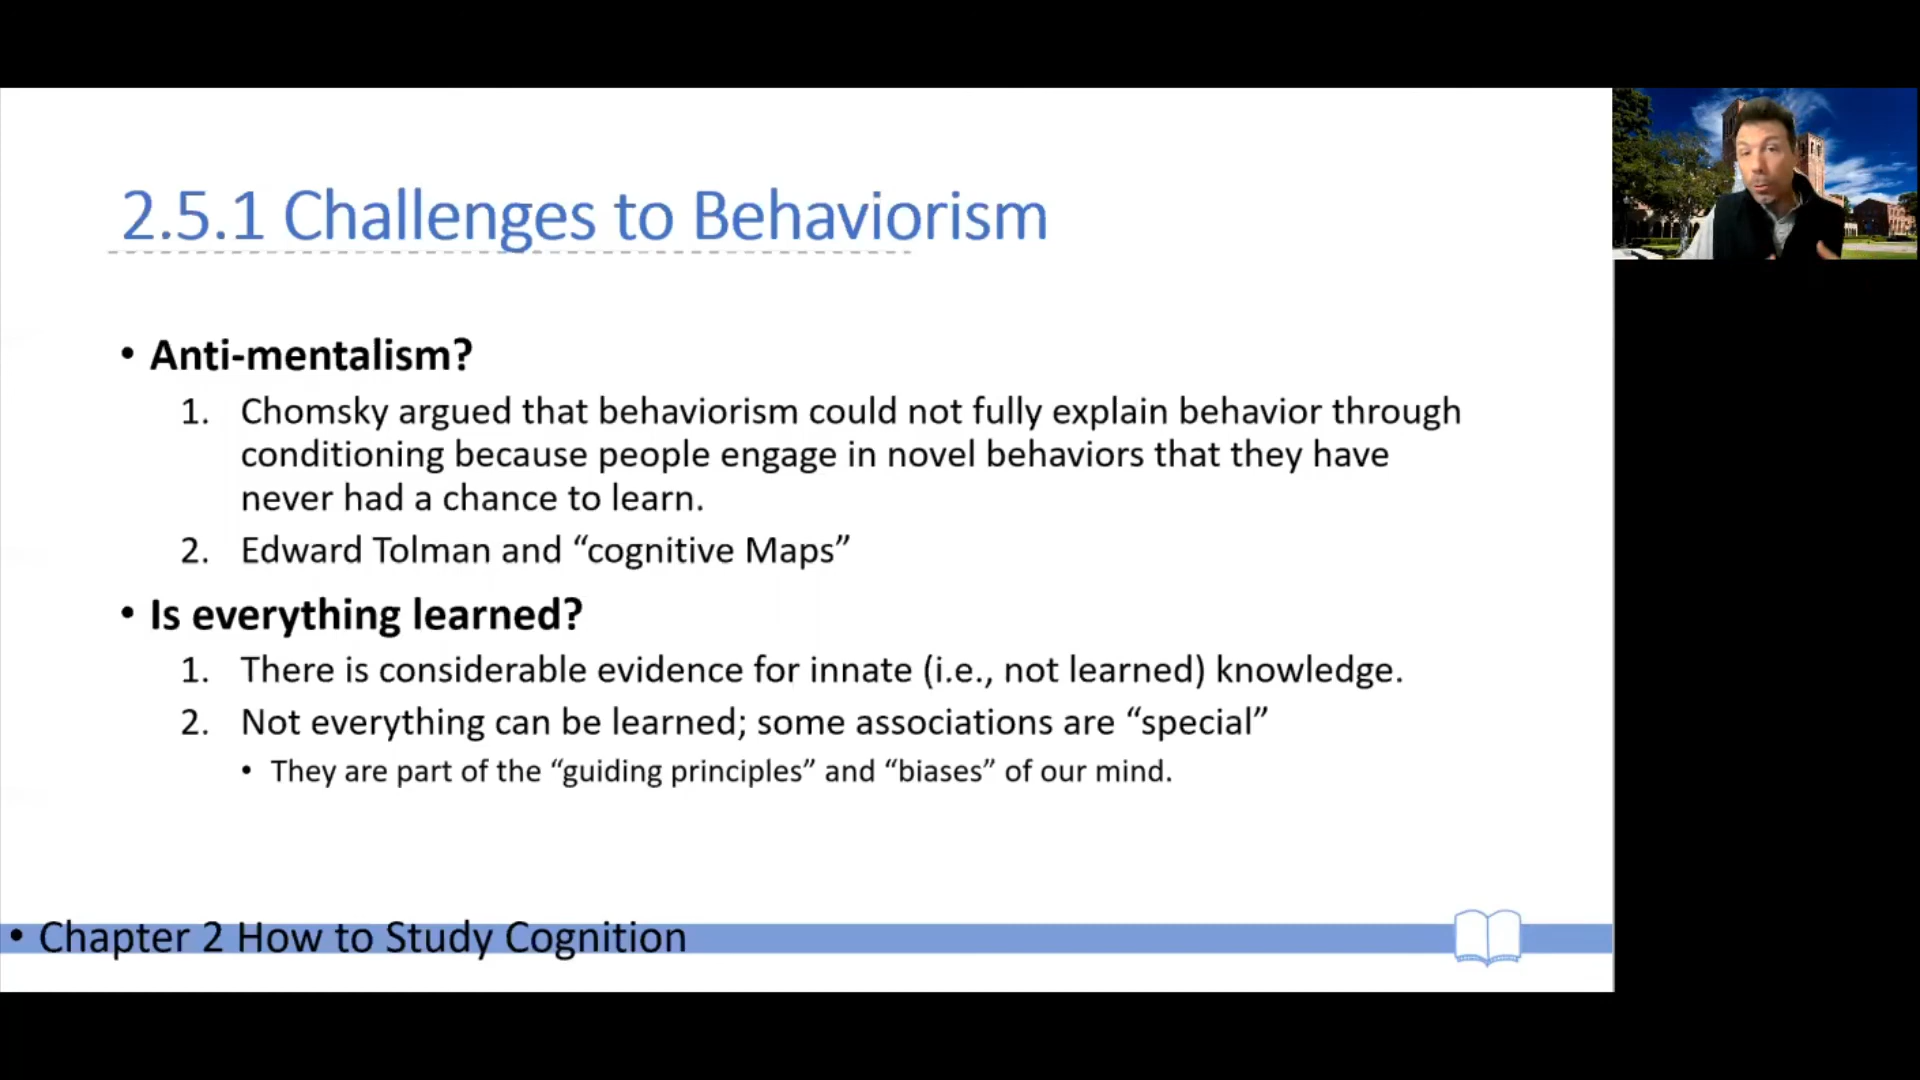 2.5.1 Challenges to Behaviorism
• Anti-mentalism?
1. Chomsky argued that behaviorism could not fully explain behavior through
conditioning because people engage in novel behaviors that they have
never had a chance to learn.
2. Edward Tolman and “cognitive Maps”
• Is everything learned?
1. There is considerable evidence for innate (i.e., not learned) knowledge.
2. Not everything can be learned; some associations are “special”
• They are part of the “guiding principles” and “biases” of our mind.
• Chapter 2 How to Study Cognition